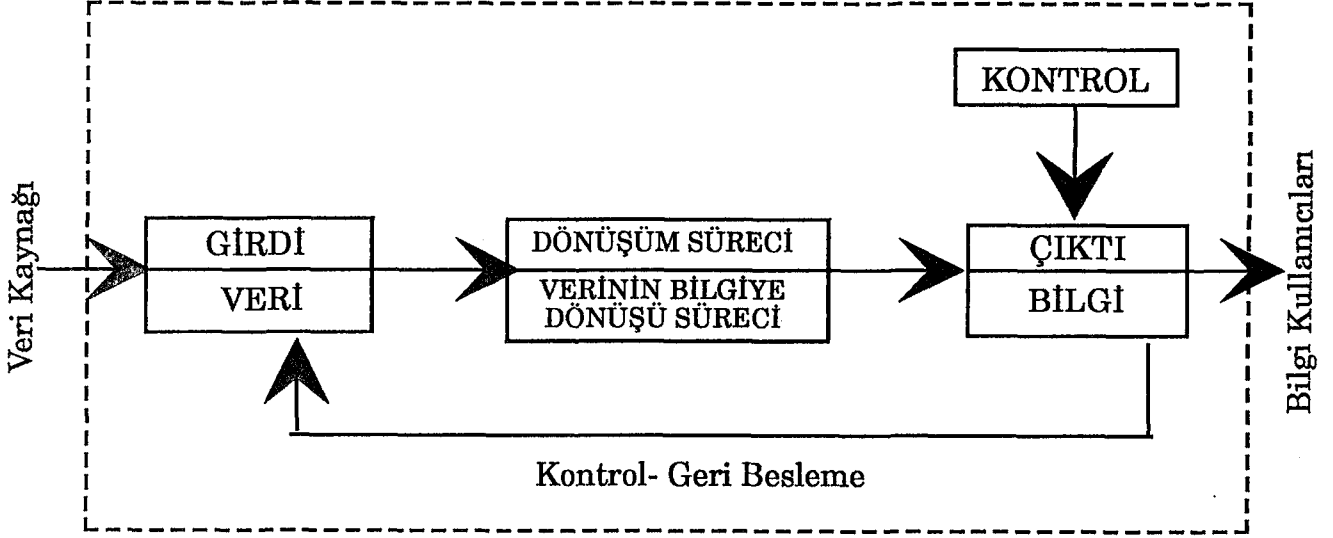 KONTROL
Veri Kaynağı
GİRDİ
VERİ
DÖNÜŞÜM SÜRECİ
VERİNİN BİLGİYE
DÖNÜŞÜ SÜRECİ
ÇIKTI
BİLGİ
Bilgi Kullanıcıları
Kontrol- Geri Besleme